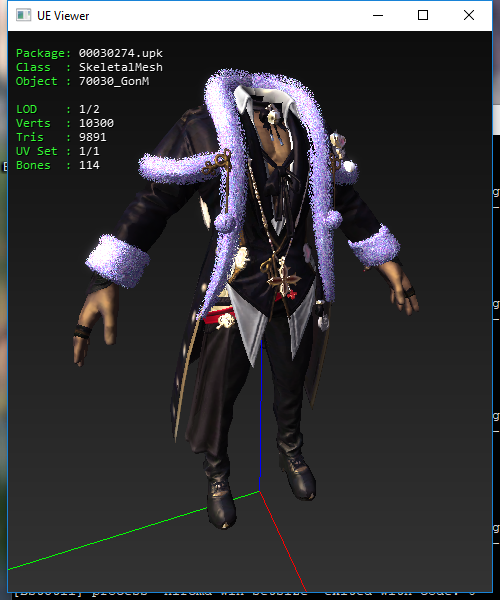 UE Viewer
Package: 00030274.upk
Class : SkeletalMesh
Object : 70030_GonM
LOD : 1/2
Verts : 10300
Tris : 9891
UV Set : 1/1
Bones : 114